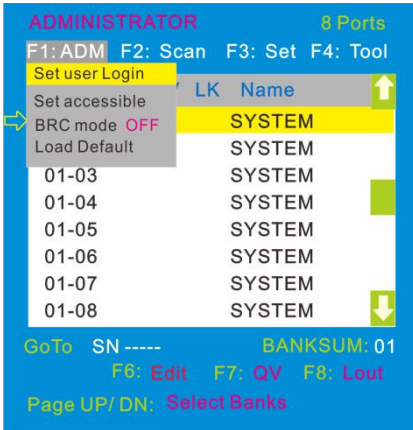 ADMINISTRATOR 8 Ports
F1: ADM F2: Scan F3: Set F4: Tool
Set user Login
LK Name
Set accessible
BRC mode OFF SYSTEM
Load Default SYSTEM
01-03 SYSTEM
01-04 SYSTEM
01-05 SYSTEM
01-06 SYSTEM
01-07 SYSTEM
01-08 SYSTEM
GoTo SN ----- BANKSUM: 01
F6: Edit F7: QV F8: Lout
Page UP/ DN: Select Banks